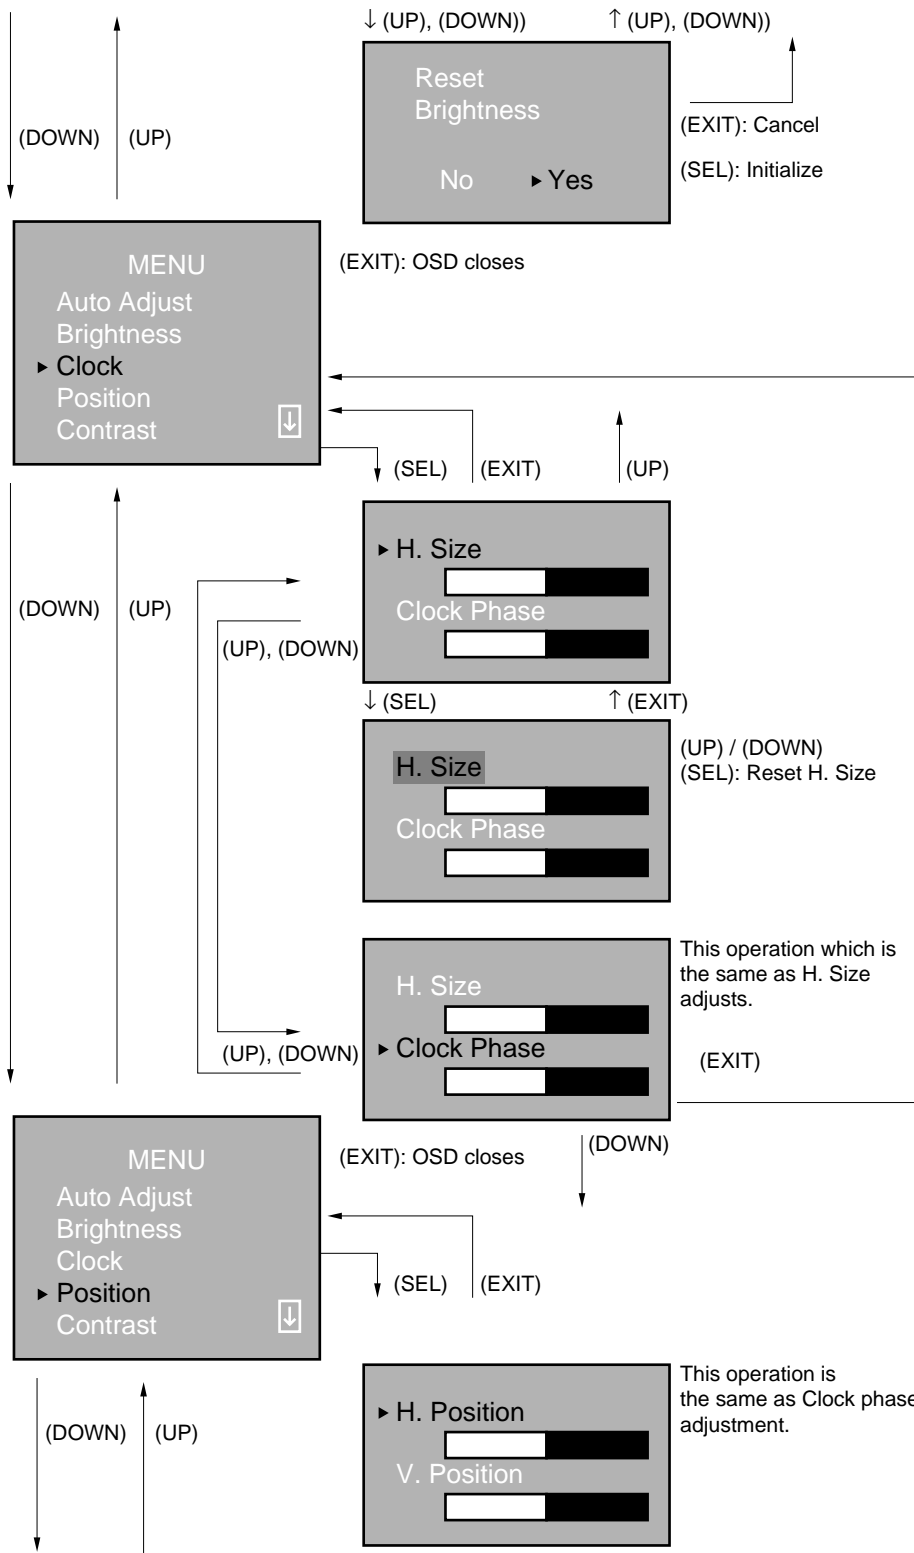 ↓ (UP), (DOWN))
↑ (UP), (DOWN))
Reset
Brightness
No ▸ Yes
(EXIT): Cancel
(SEL): Initialize
(DOWN)
(UP)
MENU
Auto Adjust
Brightness
▸ Clock
Position
Contrast
↓
(EXIT): OSD closes
(SEL)
(EXIT)
(UP)
▸ H. Size
Clock Phase
(DOWN)
(UP)
(UP), (DOWN)
↓ (SEL)
↑ (EXIT)
H. Size
Clock Phase
(UP) / (DOWN)
(SEL): Reset H. Size
H. Size
▸ Clock Phase
(UP), (DOWN)
This operation which is
the same as H. Size
adjusts.
(EXIT)
(DOWN)
MENU
Auto Adjust
Brightness
Clock
▸ Position
Contrast
↓
(EXIT): OSD closes
(SEL)
(EXIT)
▸ H. Position
V. Position
This operation is
the same as Clock phase
adjustment.
(DOWN)
(UP)